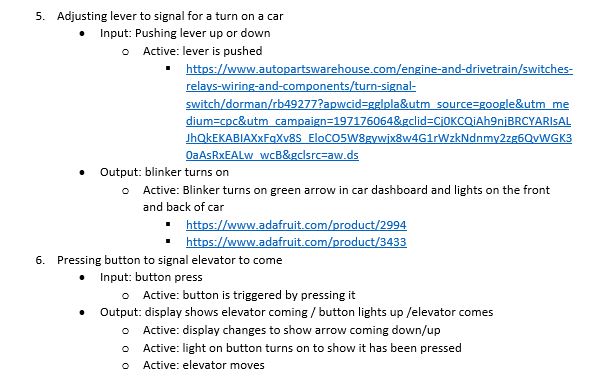 5. Adjusting lever to signal for a turn on a car
• Input: Pushing lever up or down
o Active: lever is pushed
▪ https://www.autopartswarehouse.com/engine-and-drivetrain/switches-
relays-wiring-and-components/turn-signal-
switch/dorman/rb49277?apwcid=gglpla&utm_source=google&utm_me
dium=cpc&utm_campaign=197176064&gclid=Cj0KCQiAh9njBRCYARIsAL
JhQkEKABIAXxFqXv8S_EloCO5W8gywjx8w4G1rWzkNdnmy2zg6QvWGK3
0aAsRxEALw_wcB&gclsrc=aw.ds
• Output: blinker turns on
o Active: Blinker turns on green arrow in car dashboard and lights on the front
and back of car
▪ https://www.adafruit.com/product/2994
▪ https://www.adafruit.com/product/3433
6. Pressing button to signal elevator to come
• Input: button press
o Active: button is triggered by pressing it
• Output: display shows elevator coming / button lights up /elevator comes
o Active: display changes to show arrow coming down/up
o Active: light on button turns on to show it has been pressed
o Active: elevator moves